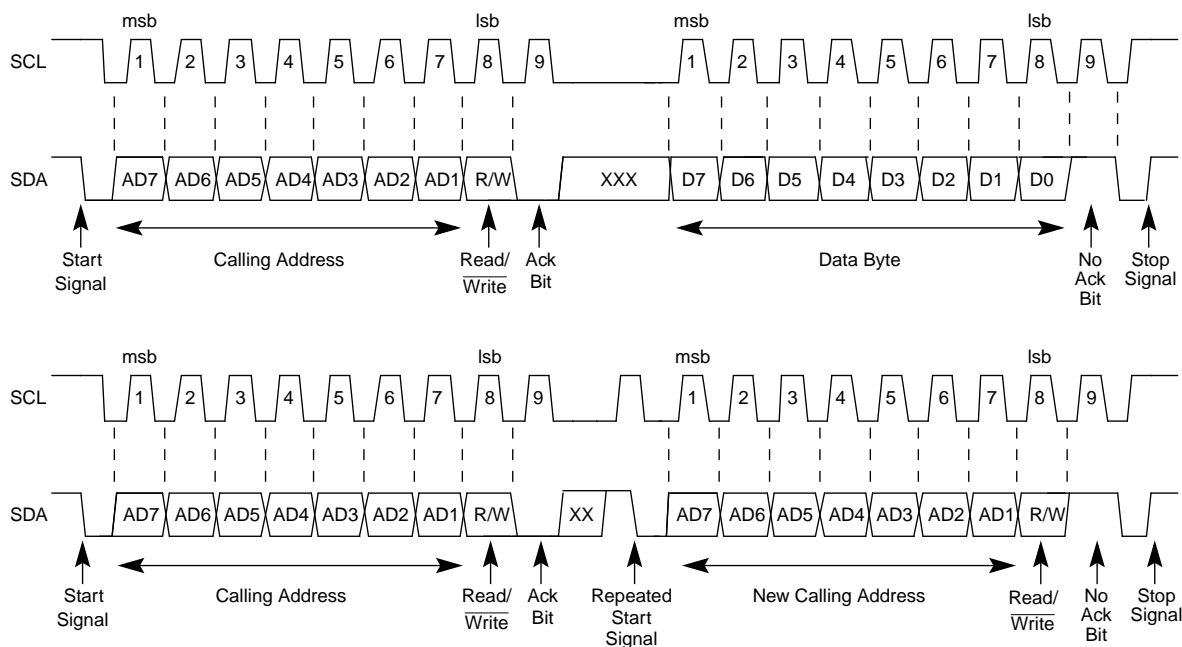 msb lsb msb lsb
SCL 1 2 3 4 5 6 7 8 9 1 2 3 4 5 6 7 8 9
SDA AD7 AD6 AD5 AD4 AD3 AD2 AD1 R/W XXX D7 D6 D5 D4 D3 D2 D1 D0
Start Signal
Calling Address
Read/
Write
Ack
Bit
Data Byte
No
Ack
Bit
Stop
Signal
msb lsb msb lsb
SCL 1 2 3 4 5 6 7 8 9 1 2 3 4 5 6 7 8 9
SDA AD7 AD6 AD5 AD4 AD3 AD2 AD1 R/W XX AD7 AD6 AD5 AD4 AD3 AD2 AD1 R/W
Start
Signal
Calling Address
Read/
Write
Ack
Bit
Repeated
Start
Signal
New Calling Address
Read/
Write
No
Ack
Bit
Stop
Signal